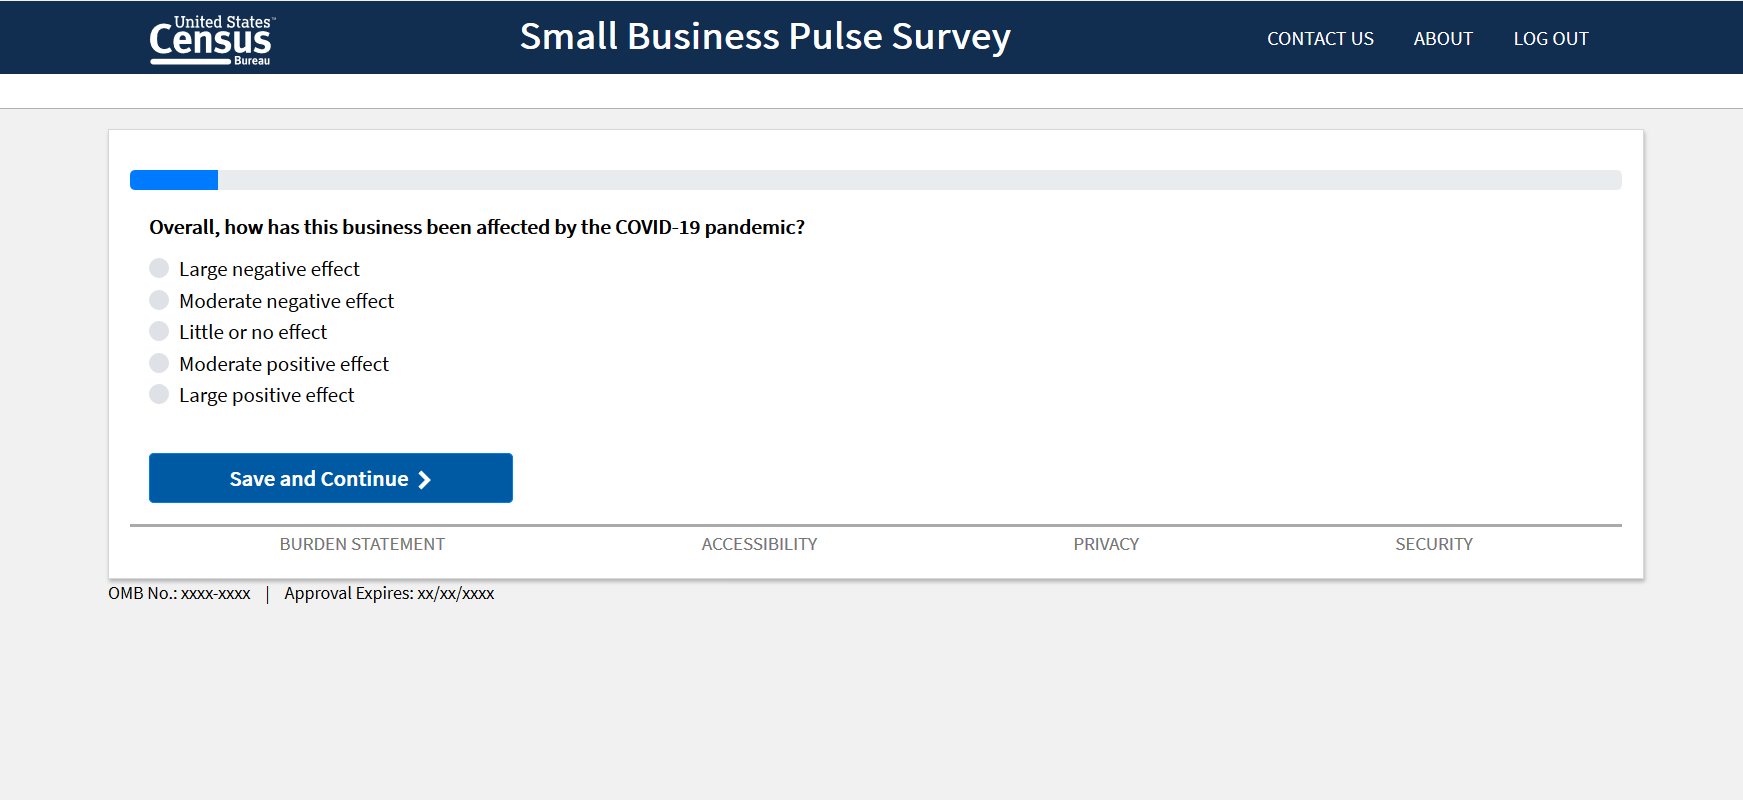 United States™
Census
Bureau
Small Business Pulse Survey
CONTACT US ABOUT LOG OUT
Overall, how has this business been affected by the COVID-19 pandemic?
Large negative effect
Moderate negative effect
Little or no effect
Moderate positive effect
Large positive effect
Save and Continue
BURDEN STATEMENT ACCESSIBILITY PRIVACY SECURITY
OMB No.: xxxx-xxxx | Approval Expires: xx/xx/xxxx